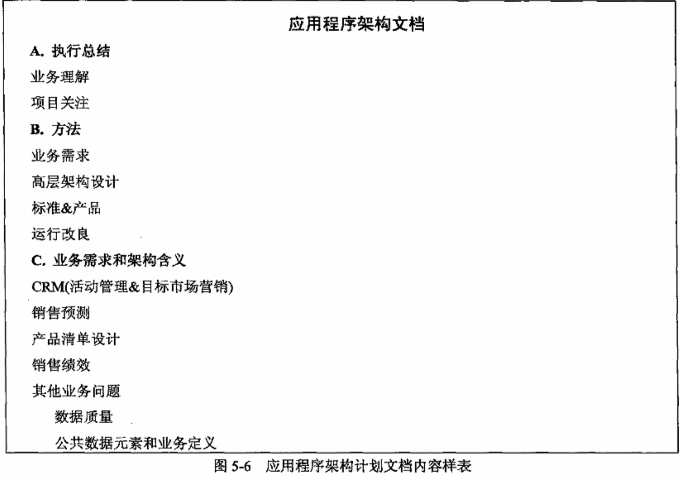 应用程序架构文档
A. 执行总结
业务理解
项目关注
B. 方法
业务需求
高层架构设计
标准&产品
运行改良
C. 业务需求和架构含义
CRM(活动管理&目标市场营销)
销售预测
产品清单设计
销售绩效
其他业务问题
数据质量
公共数据元素和业务定义
图 5-6 应用程序架构计划文档内容样表